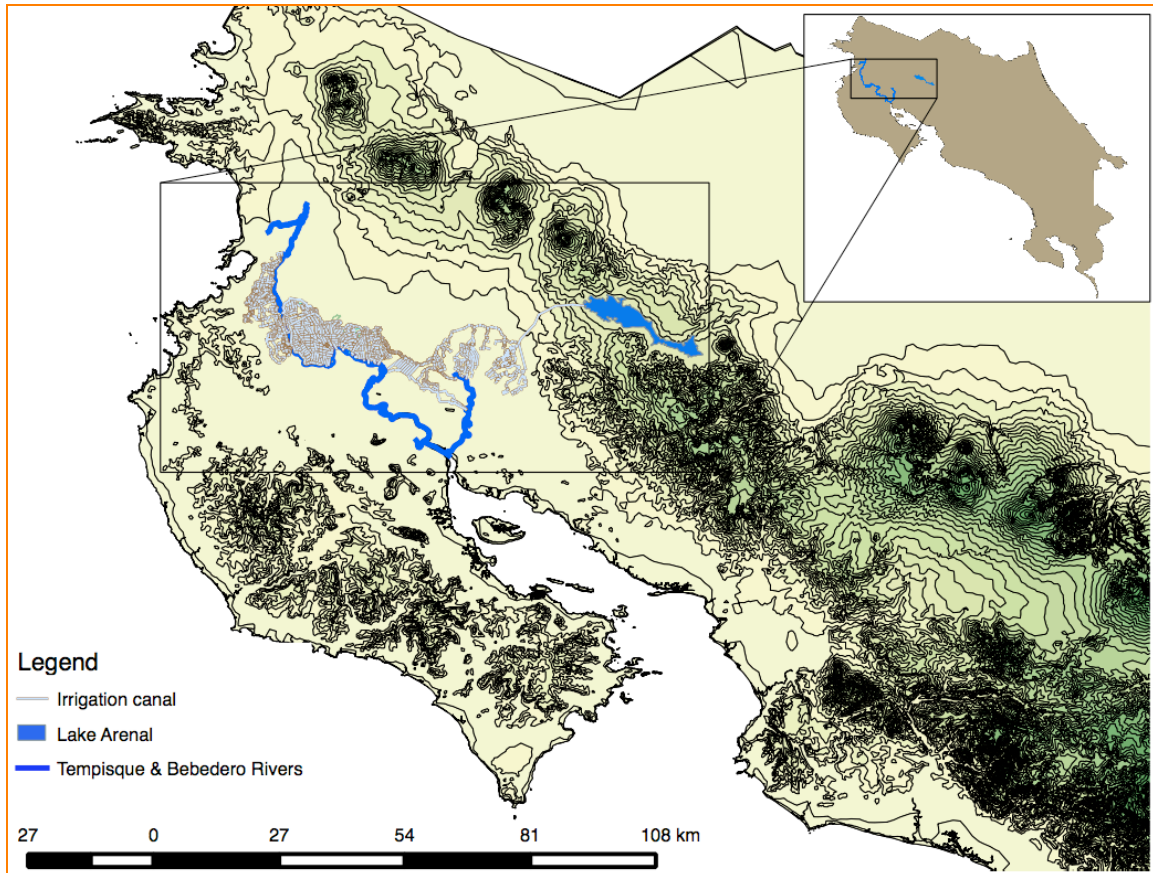 Legend
Irrigation canal
Lake Arenal
Tempisque & Bebedero Rivers
27 0 27 54 81 108 km